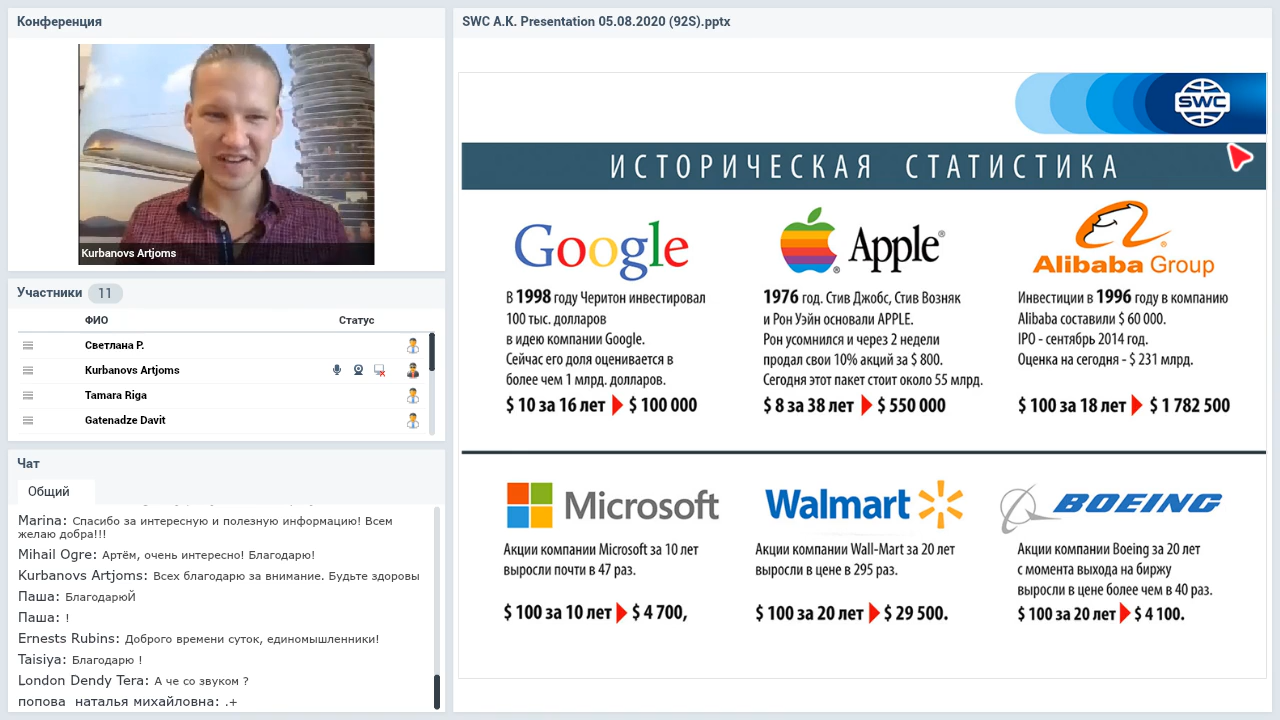 Конференция
Kurbanovs Artjoms
Участники 11
ФИО Статус
Светлана Р.
Kurbanovs Artjoms
Tamara Riga
Gatenadze Davit
Чат
Общий
Marina: Спасибо за интересную и полезную информацию! Всем
желаю добра!!!
Mihail Ogre: Артём, очень интересно! Благодарю!
Kurbanovs Artjoms: Всех благодарю за внимание. Будьте здоровы
Паша: БлагодарюЙ
Паша: !
Ernests Rubins: Доброго времени суток, единомышленники!
Taisiya: Благодарю !
London Dendy Tera: А че со звуком ?
попова наталья михайловна: .+
SWC A.K. Presentation 05.08.2020 (92S).pptx
SWC
ИСТОРИЧЕСКАЯ СТАТИСТИКА
Google
В 1998 году Черитон инвестировал
100 тыс. долларов
в идею компании Google.
Сейчас его доля оценивается в
более чем 1 млрд. долларов.
$ 10 за 16 лет $ 100 000
Apple®
1976 год. Стив Джобс, Стив Возняк
и Рон Уэйн основали APPLE.
Рон усомнился и через 2 недели
продал свои 10% акций за $ 800.
Сегодня этот пакет стоит около 55 млрд.
$ 8 за 38 лет $ 550 000
Alibaba Group
Инвестиции в 1996 году в компанию
Alibaba составили $ 60 000.
IPO - сентябрь 2014 год.
Оценка на сегодня - $ 231 млрд.
$ 100 за 18 лет $ 1 782 500
Microsoft
Акции компании Microsoft за 10 лет
выросли почти в 47 раз.
$ 100 за 10 лет $ 4 700,
Walmart
Акции компании Wall-Mart за 20 лет
выросли в цене в 295 раз.
$ 100 за 20 лет $ 29 500.
BOEING
Акции компании Boeing за 20 лет
с момента выхода на биржу
выросли в цене более чем в 40 раз.
$ 100 за 20 лет $ 4 100.